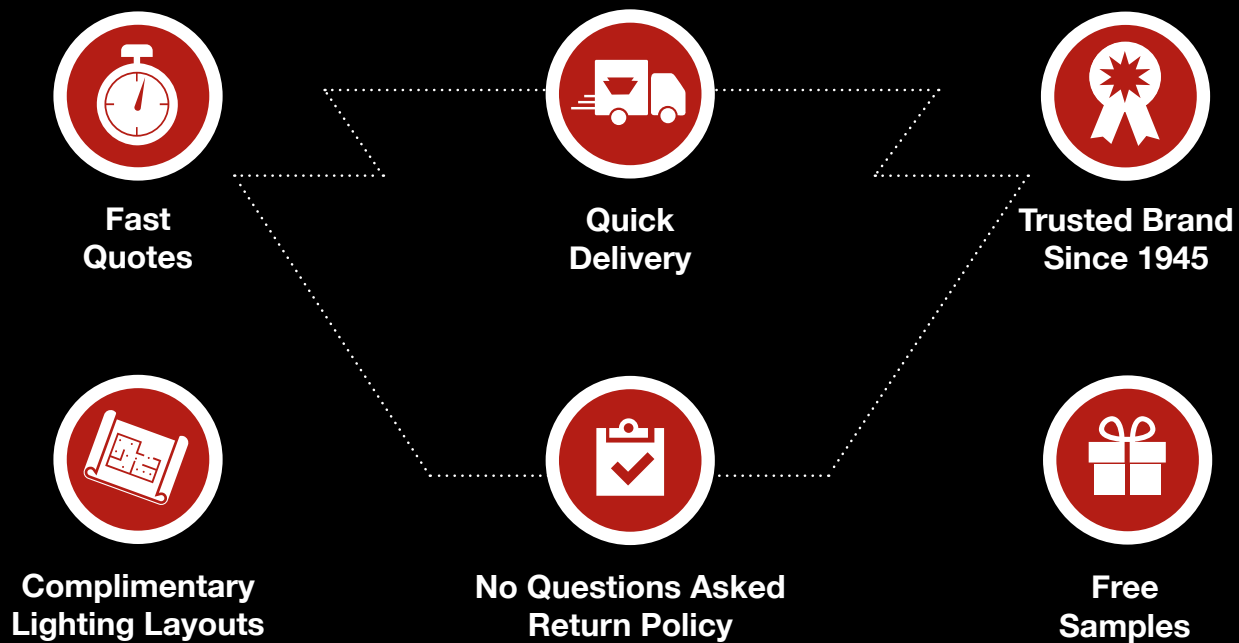 Fast
Quotes
Quick
Delivery
Trusted Brand
Since 1945
Complimentary
Lighting Layouts
No Questions Asked
Return Policy
Free
Samples